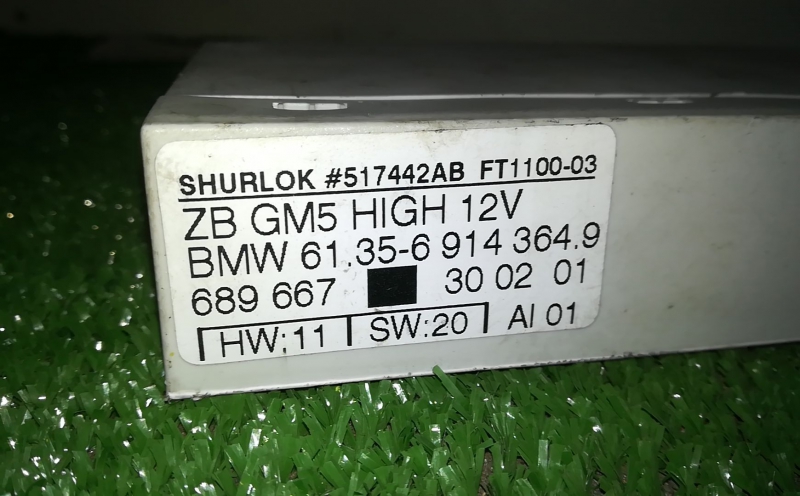 SHURLOK #517442AB FT1100-03
ZB GM5 HIGH 12V
BMW 61.35-6 914 364.9
689 667 30 02 01
HW:11 SW:20 AI 01